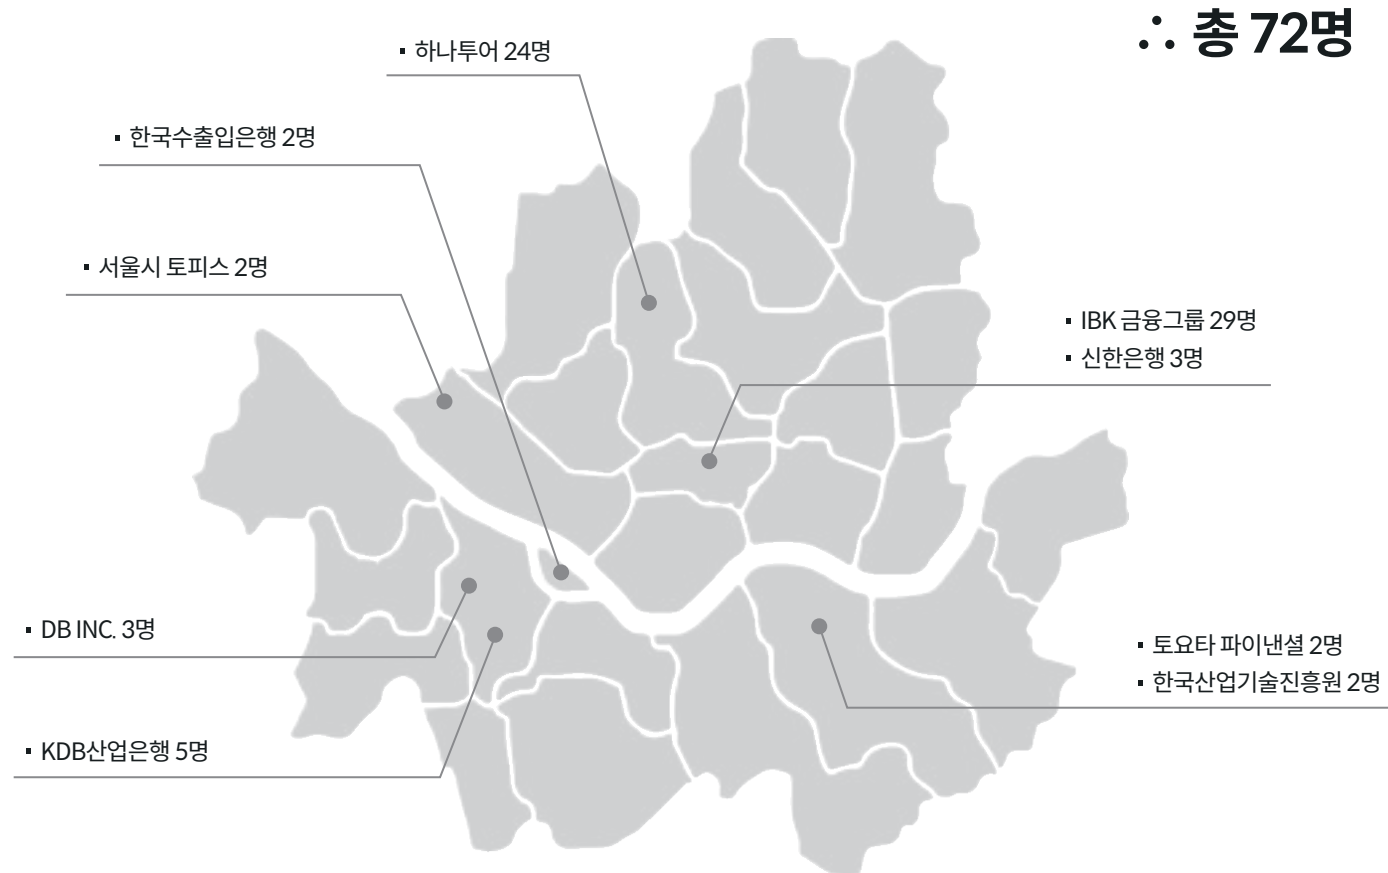 ∴ 총 72명
▪ 하나투어 24명
▪ 한국수출입은행 2명
▪ 서울시 토피스 2명
▪ IBK 금융그룹 29명
▪ 신한은행 3명
▪ DB INC. 3명
▪ 토요타 파이낸셜 2명
▪ 한국산업기술진흥원 2명
▪ KDB산업은행 5명